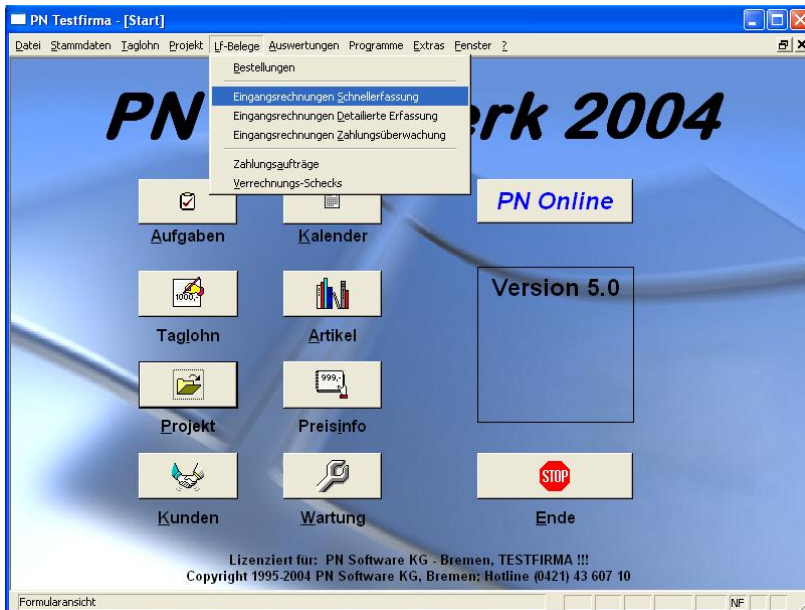 PN Testfirma - [Start]
Datei Stammdaten Taglohn Projekt Lf-Belege Auswertungen Programme Extras Fenster ?
Bestellungen
Eingangsrechnungen Schnellerfassung
Eingangsrechnungen Detailierte Erfassung
Eingangsrechnungen Zahlungsüberwachung
Zahlungsaufträge
Verrechnungs-Schecks
PN rk 2004
PN Online
Aufgaben Kalender
1000,-
Version 5.0
Taglohn Artikel
999,-
Projekt Preisinfo
STOP
Kunden Wartung Ende
Lizenziert für: PN Software KG - Bremen, TESTFIRMA !!!
Copyright 1995-2004 PN Software KG, Bremen; Hotline (0421) 43 607 10
Formularansicht NF